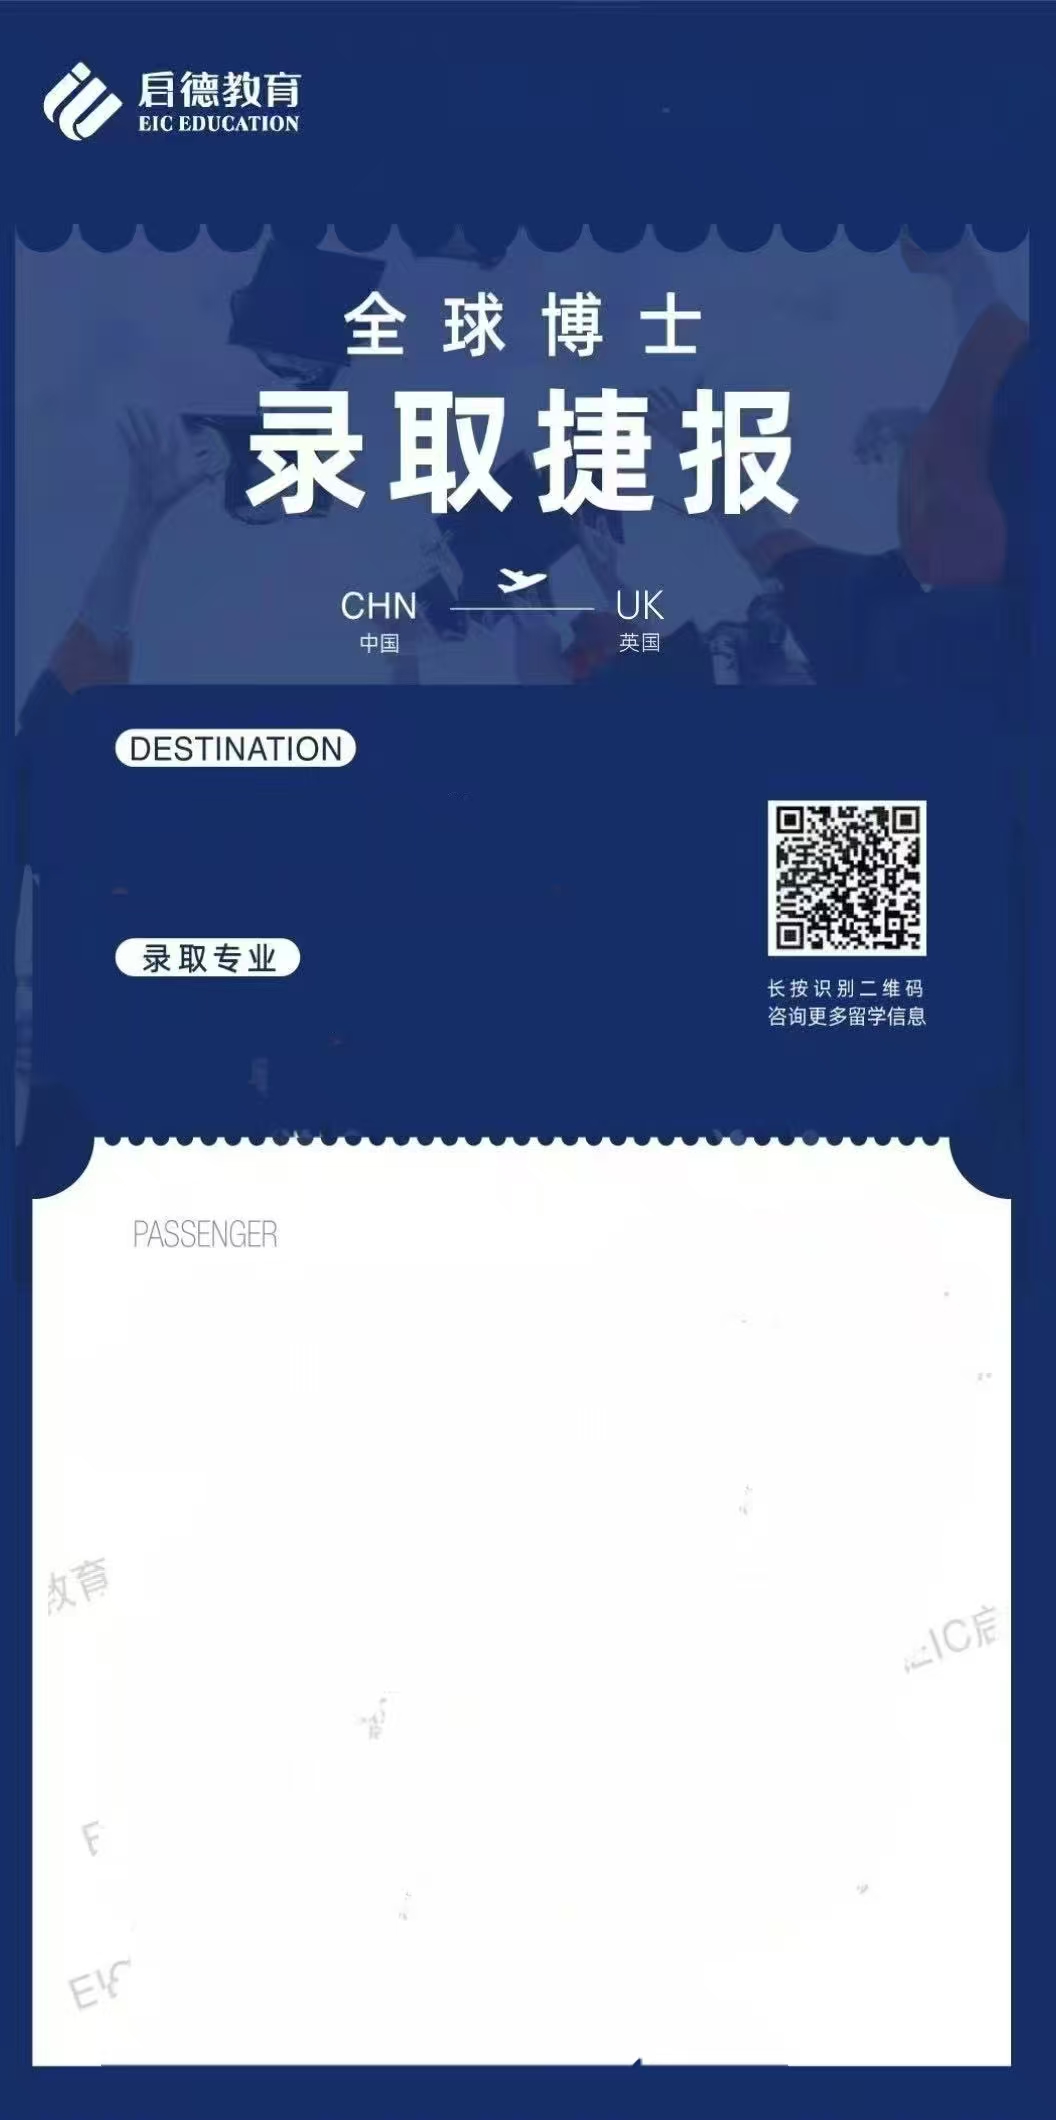 启德教育
EIC EDUCATION
全球博士
录取捷报
CHN
UK
中国
英国
DESTINATION
录取专业
长按识别二维码
咨询更多留学信息
PASSENGER
教育
EIC启